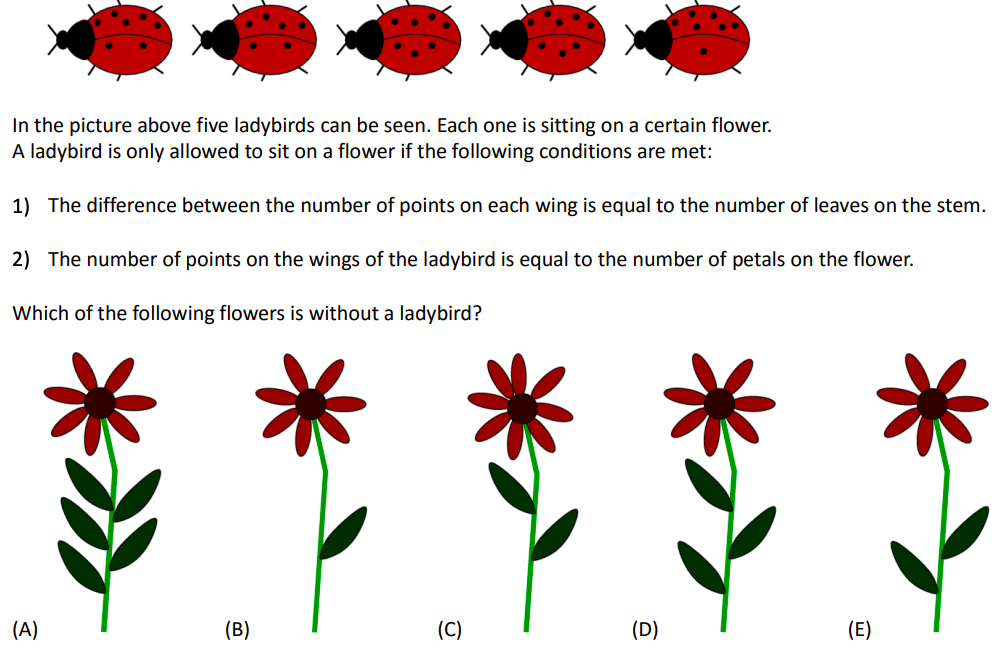 In the picture above five ladybirds can be seen. Each one is sitting on a certain flower.
A ladybird is only allowed to sit on a flower if the following conditions are met:
1) The difference between the number of points on each wing is equal to the number of leaves on the stem.
2) The number of points on the wings of the ladybird is equal to the number of petals on the flower.
Which of the following flowers is without a ladybird?
(A) (B) (C) (D) (E)